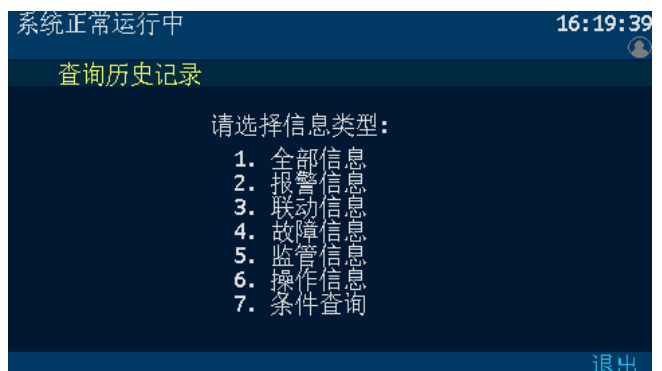 系统正常运行中
16:19:39
查询历史记录
请选择信息类型:
1. 全部信息
2. 报警信息
3. 联动信息
4. 故障信息
5. 监管信息
6. 操作信息
7. 条件查询
退出